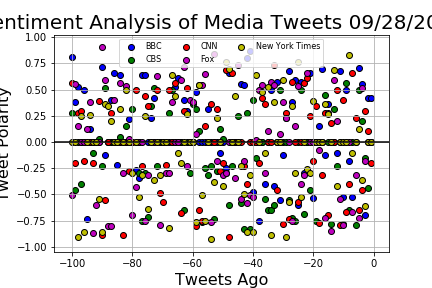 entiment Analysis of Media Tweets 09/28/20
BBC CNN New York Times
CBS Fox
1.00
0.75
0.50
0.25
0.00
−0.25
−0.50
−0.75
−1.00
Tweet Polarity
−100 −80 −60 −40 −20 0
Tweets Ago